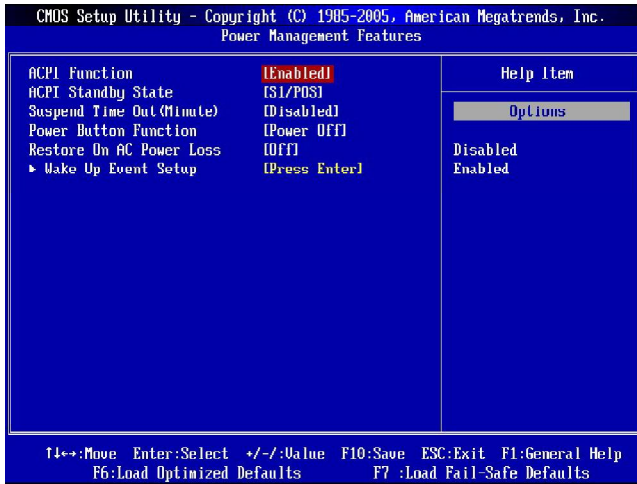 CMOS Setup Utility - Copyright (C) 1985-2005, American Megatrends, Inc.
Power Management Features
ACPI Function [Enabled]
ACPI Standby State [S1/POS]
Suspend Time Out(Minute) [Disabled]
Power Button Function [Power Off]
Restore On AC Power Loss [Off]
▶ Wake Up Event Setup [Press Enter]
Help Item
Options
Disabled
Enabled
↑↓←→:Move Enter:Select +/-/:Value F10:Save ESC:Exit F1:General Help
F6:Load Optimized Defaults F7 :Load Fail-Safe Defaults